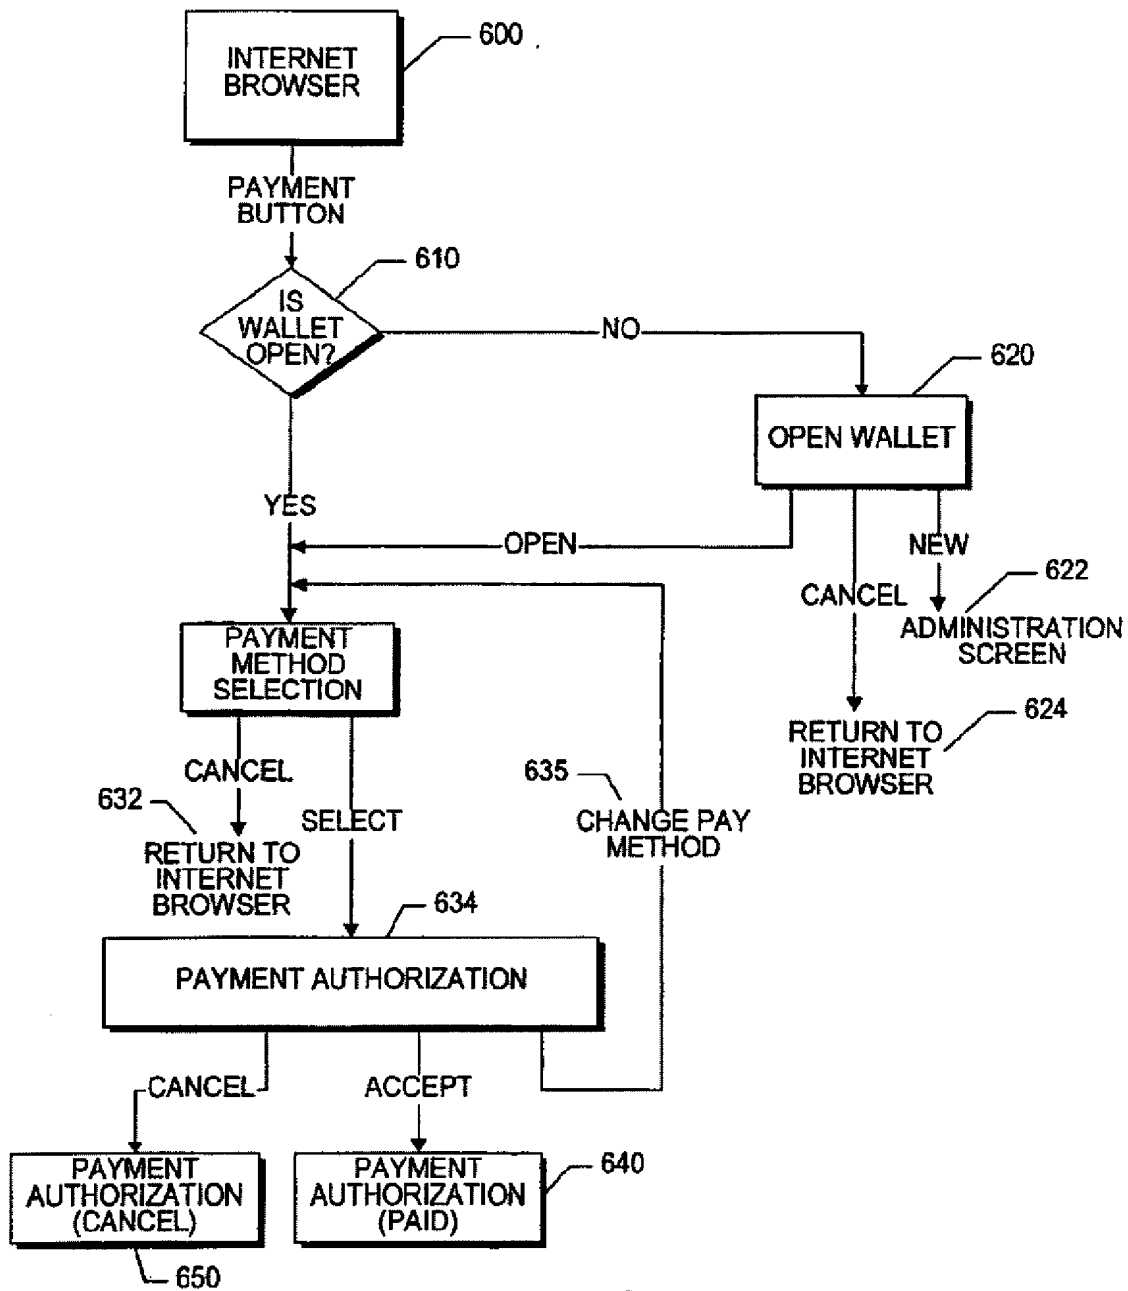 600
INTERNET
BROWSER
PAYMENT
BUTTON
610
IS
WALLET
OPEN?
NO
620
OPEN WALLET
YES
OPEN
NEW
622
CANCEL
ADMINISTRATION
SCREEN
PAYMENT
METHOD
SELECTION
624
RETURN TO
INTERNET
BROWSER
CANCEL
635
632
SELECT
CHANGE PAY
METHOD
RETURN TO
INTERNET
BROWSER
634
PAYMENT AUTHORIZATION
CANCEL
ACCEPT
PAYMENT
AUTHORIZATION
(CANCEL)
650
PAYMENT
AUTHORIZATION
(PAID)
640